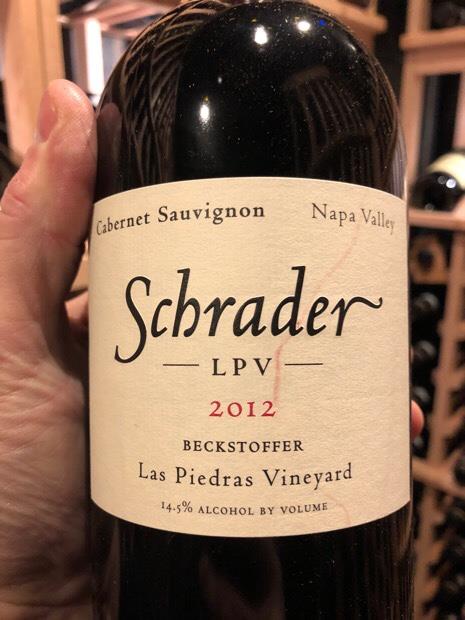 Cabernet Sauvignon Napa Valley
Schrader
— LPV —
2012
BECKSTOFFER
Las Piedras Vineyard
14.5% ALCOHOL BY VOLUME